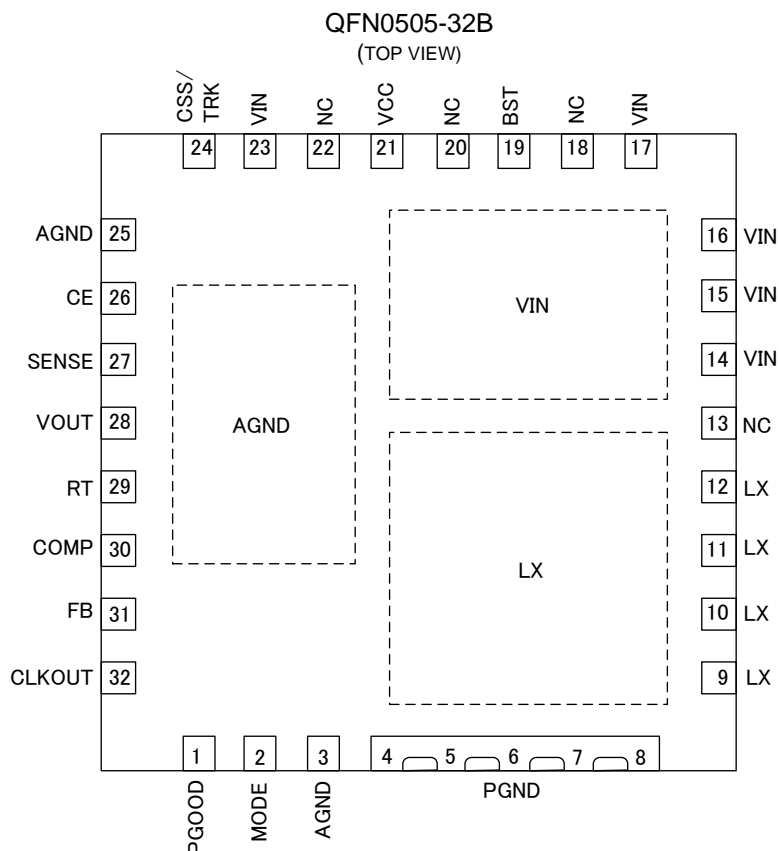 QFN0505-32B
(TOP VIEW)
CSS/
TRK
VIN
NC
VCC
NC
BST
NC
VIN
24
23
22
21
20
19
18
17
AGND 25
CE 26
SENSE 27
VOUT 28
RT 29
COMP 30
FB 31
CLKOUT 32
AGND
VIN
LX
16 VIN
15 VIN
14 VIN
13 NC
12 LX
11 LX
10 LX
9 LX
1
2
3
4
5
6
7
8
PGOOD
MODE
AGND
PGND